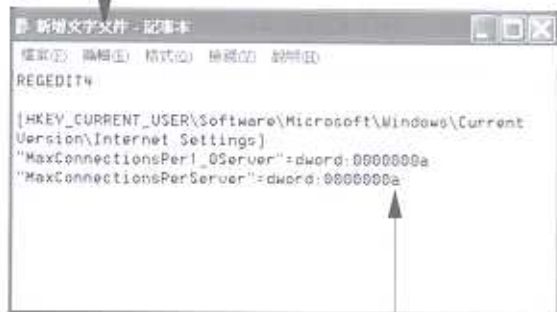 新增文字文件 - 記事本
檔案(F) 編輯(E) 格式(O) 檢視(V) 說明(H)
REGEDIT4
[HKEY_CURRENT_USER\Software\Microsoft\Windows\Current
Version\Internet Settings]
"MaxConnectionsPer1_0Server"=dword:0000000a
"MaxConnectionsPerServer"=dword:0000000a